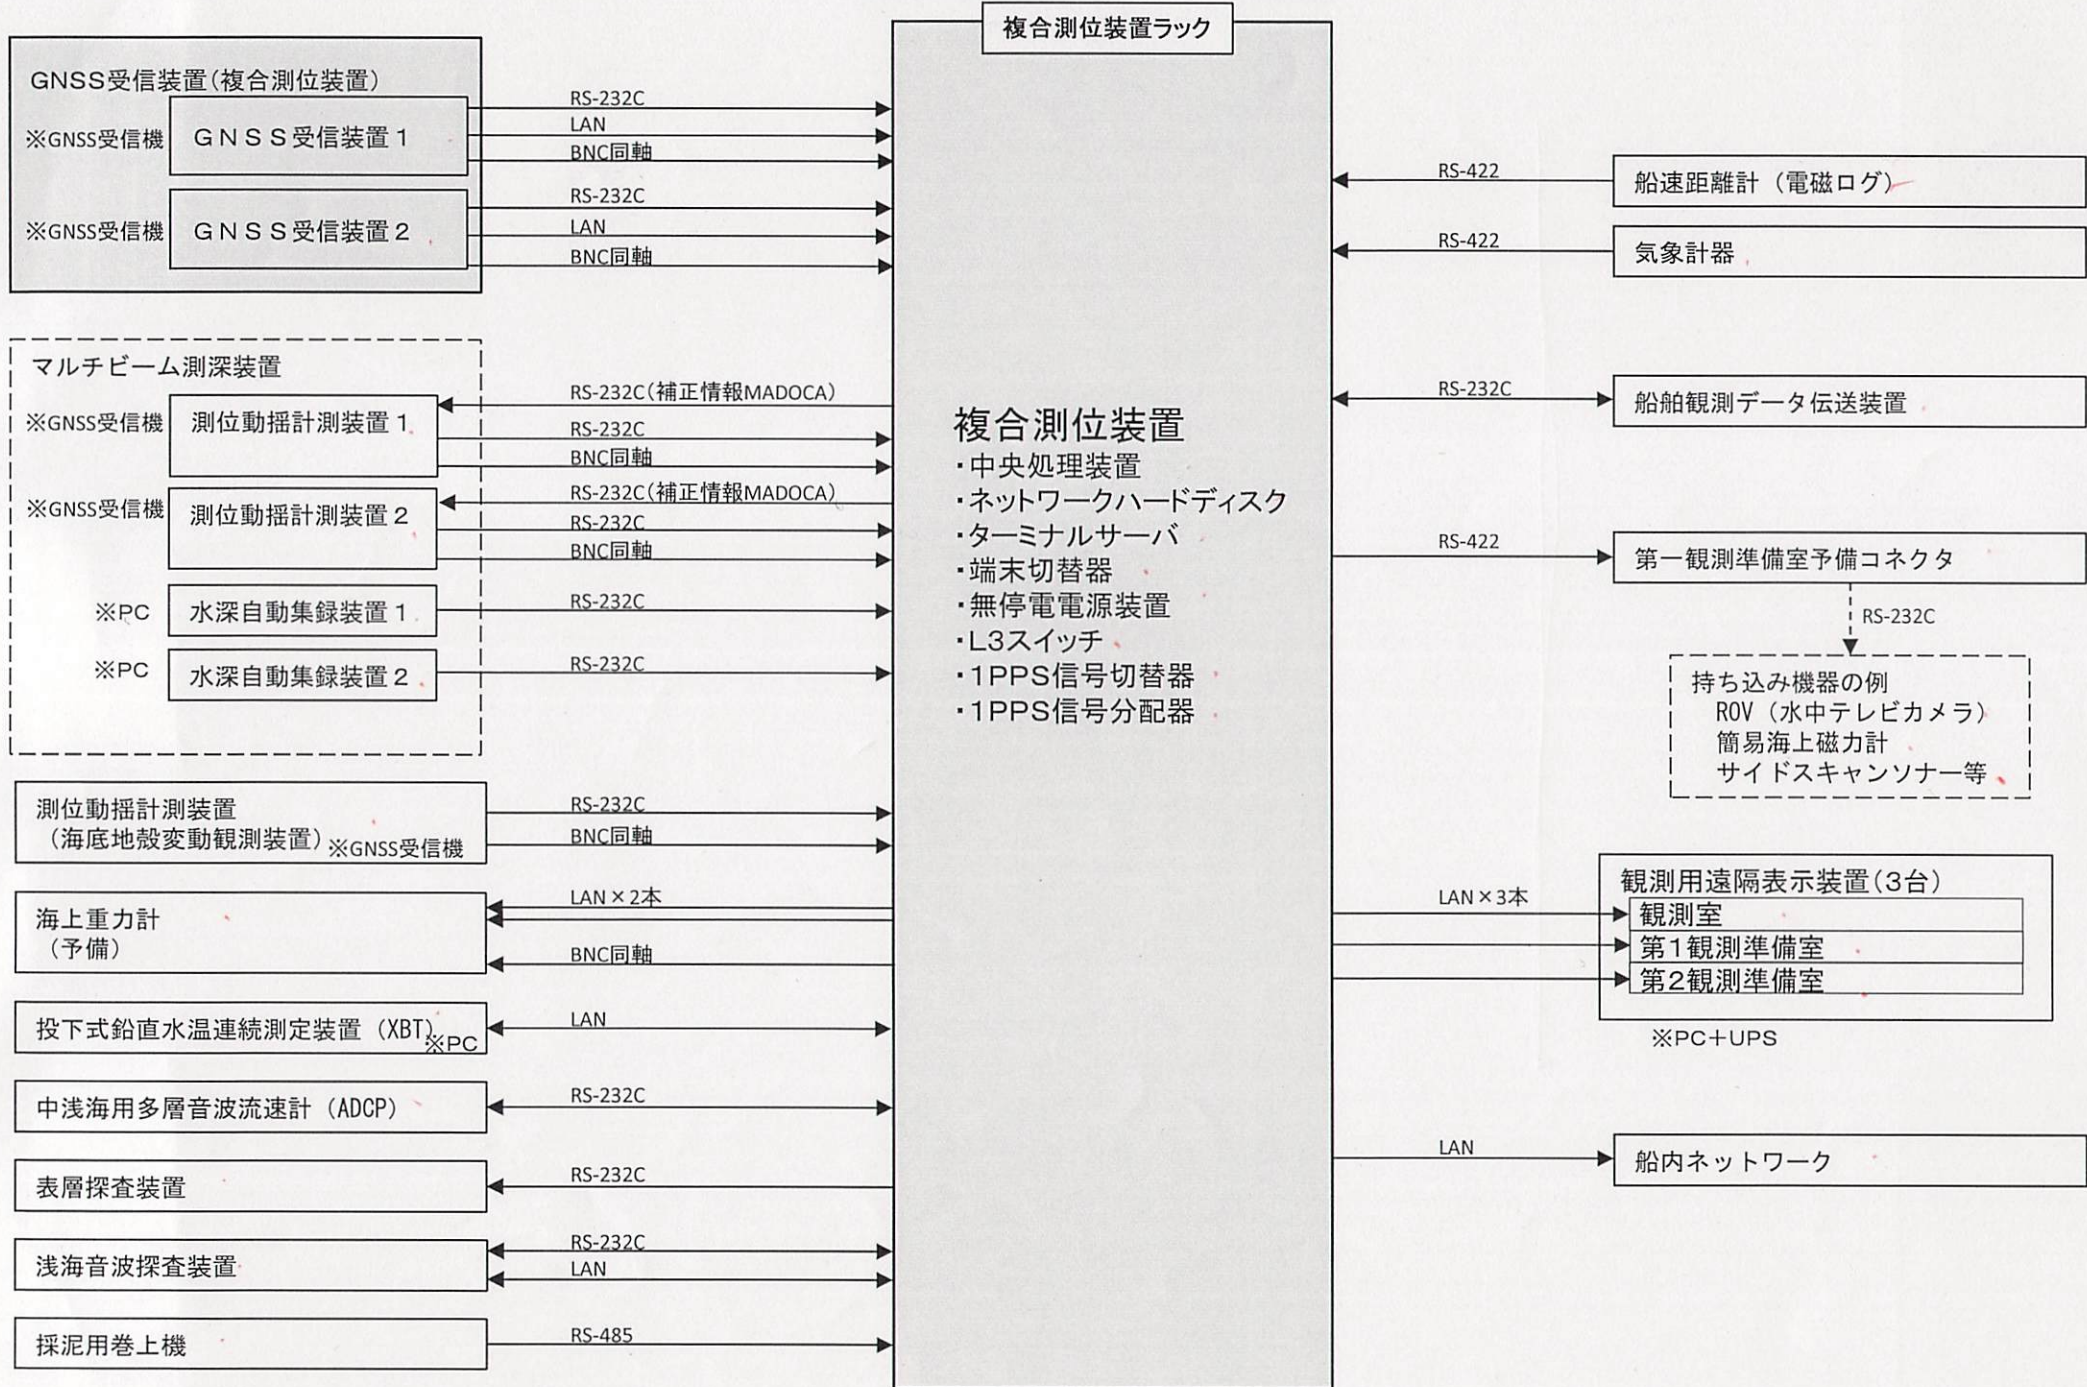 複合測位装置ラック
GNSS受信装置(複合測位装置)
※GNSS受信機
GNSS受信装置1
RS-232C
LAN
BNC同軸
※GNSS受信機
GNSS受信装置2
RS-232C
LAN
BNC同軸
マルチビーム測深装置
※GNSS受信機
測位動揺計測装置1
RS-232C(補正情報MADOCA)
RS-232C
BNC同軸
※GNSS受信機
測位動揺計測装置2
RS-232C(補正情報MADOCA)
RS-232C
BNC同軸
※PC
水深自動集録装置1
RS-232C
※PC
水深自動集録装置2
RS-232C
測位動揺計測装置
(海底地殻変動観測装置)
※GNSS受信機
RS-232C
BNC同軸
海上重力計
(予備)
LAN×2本
BNC同軸
投下式鉛直水温連続測定装置(XBT)
※PC
LAN
中浅海用多層音波流速計(ADCP)
RS-232C
表層探査装置
RS-232C
浅海音波探査装置
RS-232C
LAN
採泥用巻上機
RS-485
複合測位装置
・中央処理装置
・ネットワークハードディスク
・ターミナルサーバ
・端末切替器
・無停電電源装置
・L3スイッチ
・1PPS信号切替器
・1PPS信号分配器
RS-422
船速距離計(電磁ログ)
RS-422
気象計器
RS-232C
船舶観測データ伝送装置
RS-422
第一観測準備室予備コネクタ
RS-232C
持ち込み機器の例
ROV(水中テレビカメラ)
簡易海上磁力計
サイドスキャンソナー等
LAN×3本
観測用遠隔表示装置(3台)
観測室
第1観測準備室
第2観測準備室
※PC+UPS
LAN
船内ネットワーク